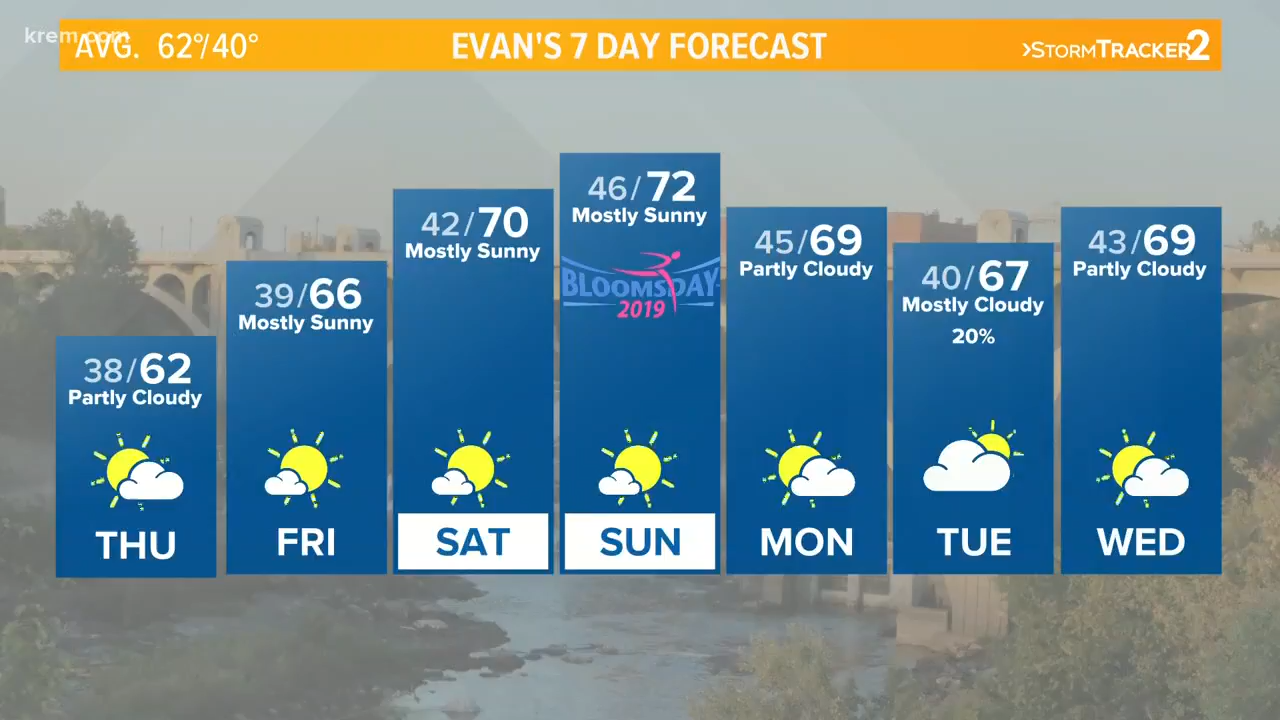 krem.com
AVG. 62°/40°
EVAN'S 7 DAY FORECAST
›STORMTRACKER2
38/62
Partly Cloudy
THU
39/66
Mostly Sunny
FRI
42/70
Mostly Sunny
SAT
46/72
Mostly Sunny
BLOOMSDAY
2019
SUN
45/69
Partly Cloudy
MON
40/67
Mostly Cloudy
20%
TUE
43/69
Partly Cloudy
WED